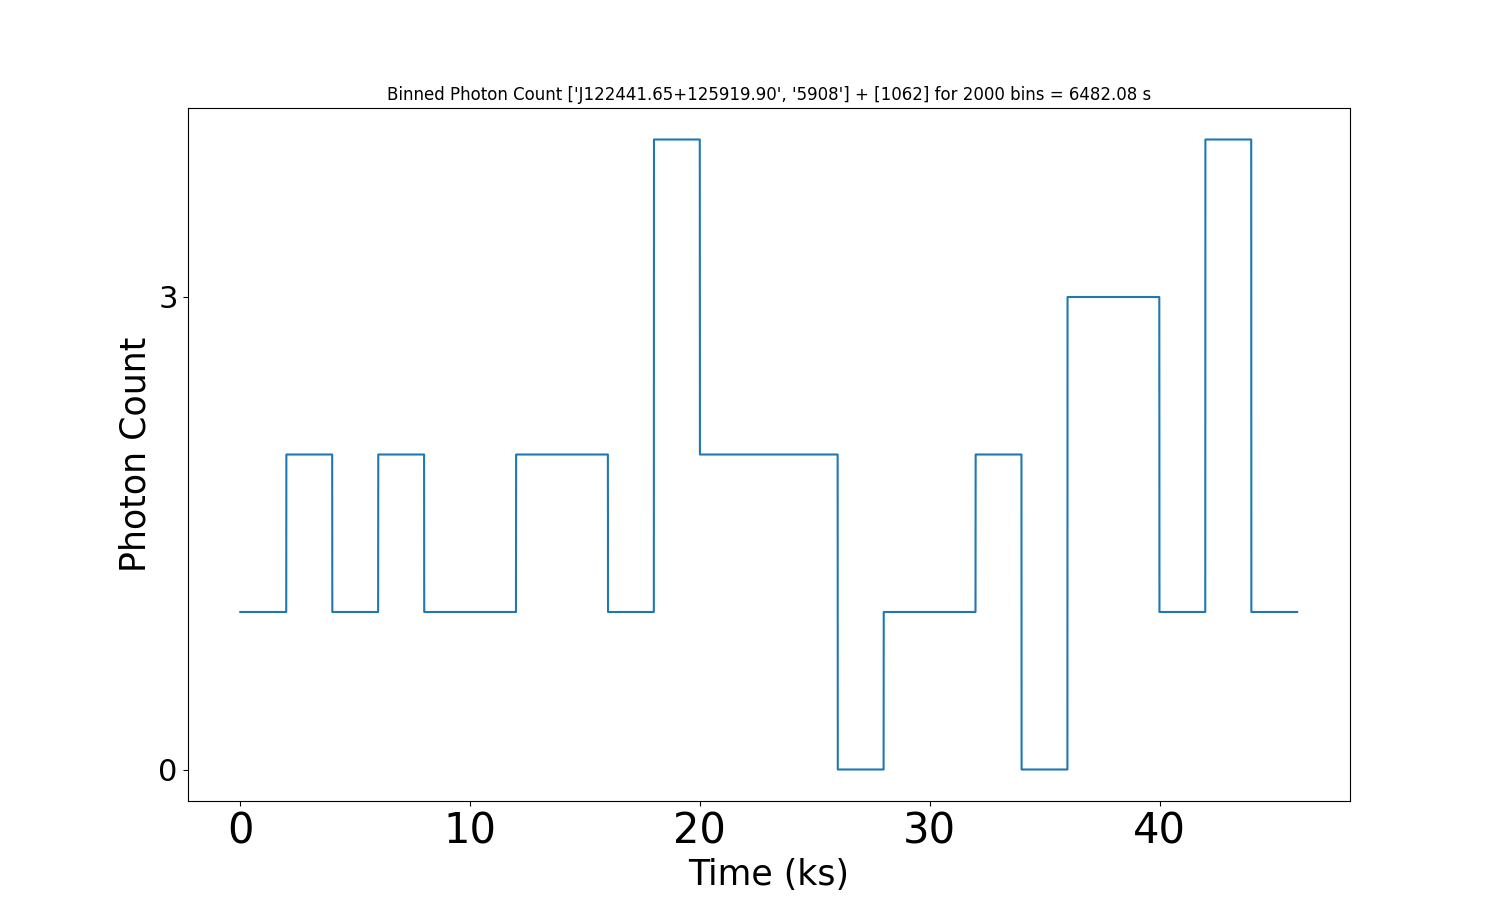 Binned Photon Count ['J122441.65+125919.90', '5908'] + [1062] for 2000 bins = 6482.08 s
3
0
Photon Count
0 10 20 30 40
Time (ks)